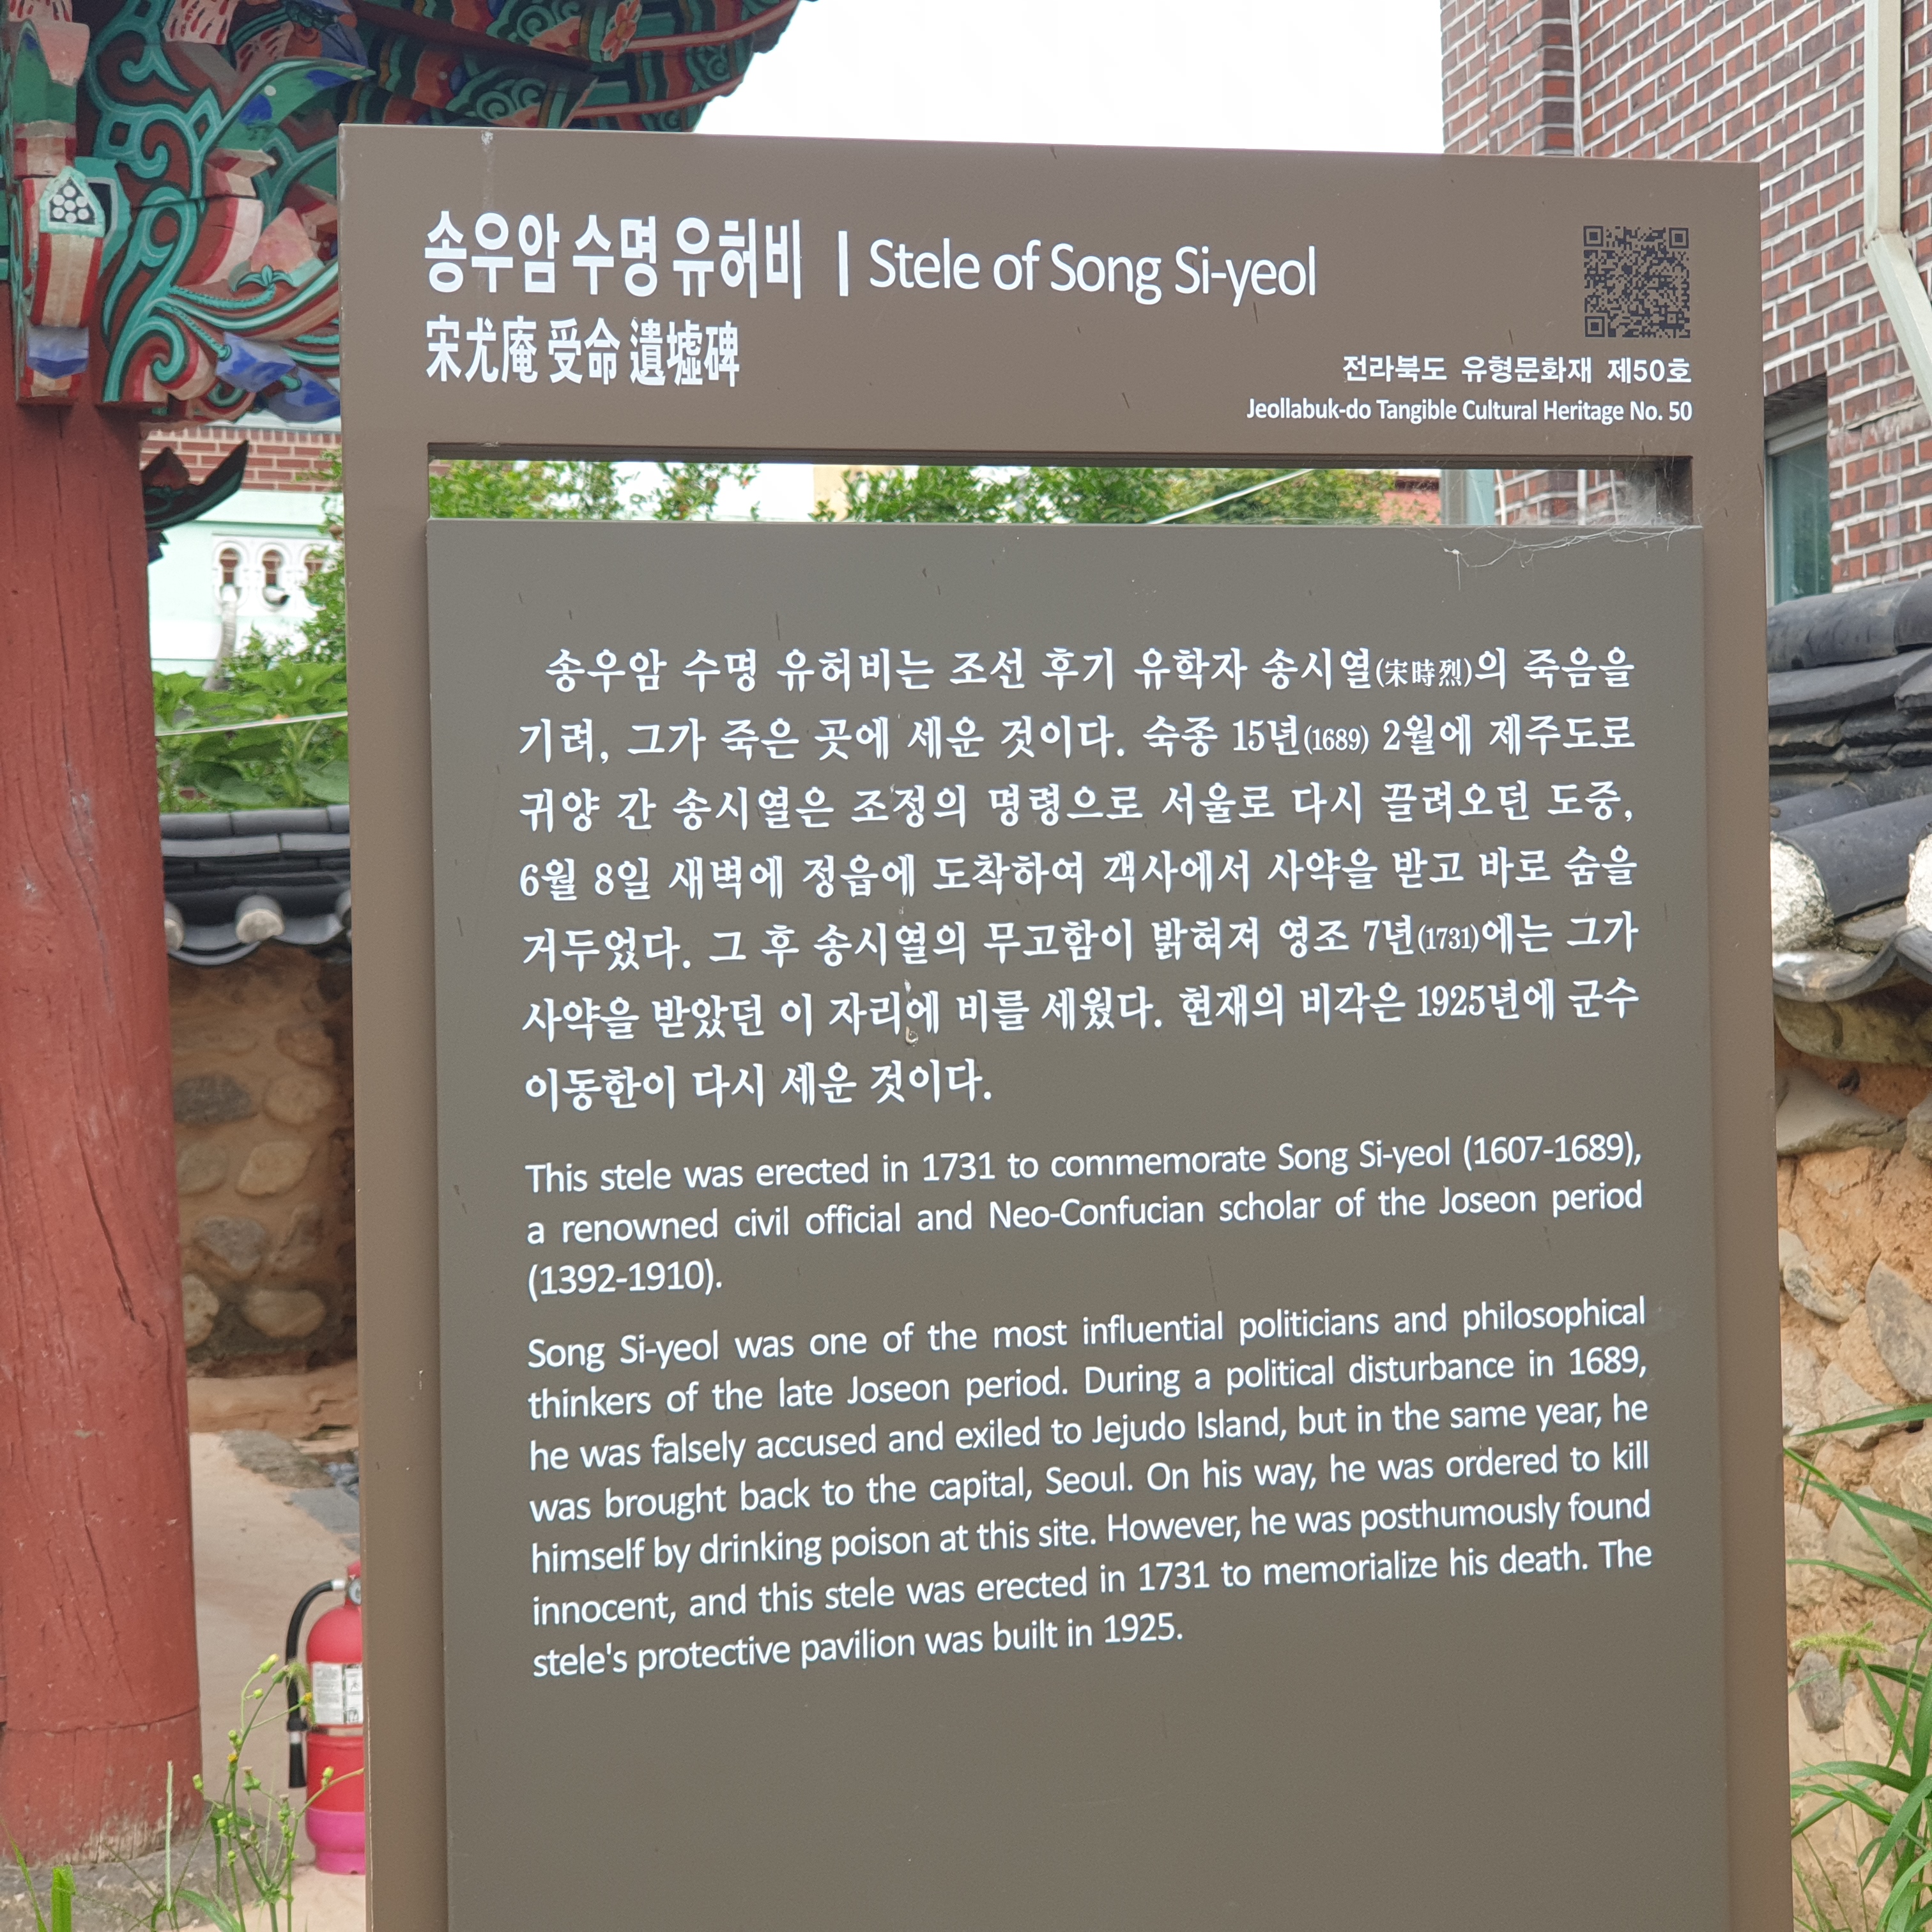 송우암 수명 유허비 | Stele of Song Si-yeol
宋尤庵 受命 遺墟碑
전라북도 유형문화재 제50호
Jeollabuk-do Tangible Cultural Heritage No. 50
송우암 수명 유허비는 조선 후기 유학자 송시열(宋時烈)의 죽음을
기려, 그가 죽은 곳에 세운 것이다. 숙종 15년(1689) 2월에 제주도로
귀양 간 송시열은 조정의 명령으로 서울로 다시 끌려오던 도중,
6월 8일 새벽에 정읍에 도착하여 객사에서 사약을 받고 바로 숨을
거두었다. 그 후 송시열의 무고함이 밝혀져 영조 7년(1731)에는 그가
사약을 받았던 이 자리에 비를 세웠다. 현재의 비각은 1925년에 군수
이동한이 다시 세운 것이다.
This stele was erected in 1731 to commemorate Song Si-yeol (1607-1689),
a renowned civil official and Neo-Confucian scholar of the Joseon period
(1392-1910).
Song Si-yeol was one of the most influential politicians and philosophical
thinkers of the late Joseon period. During a political disturbance in 1689,
he was falsely accused and exiled to Jejudo Island, but in the same year, he
was brought back to the capital, Seoul. On his way, he was ordered to kill
himself by drinking poison at this site. However, he was posthumously found
innocent, and this stele was erected in 1731 to memorialize his death. The
stele's protective pavilion was built in 1925.